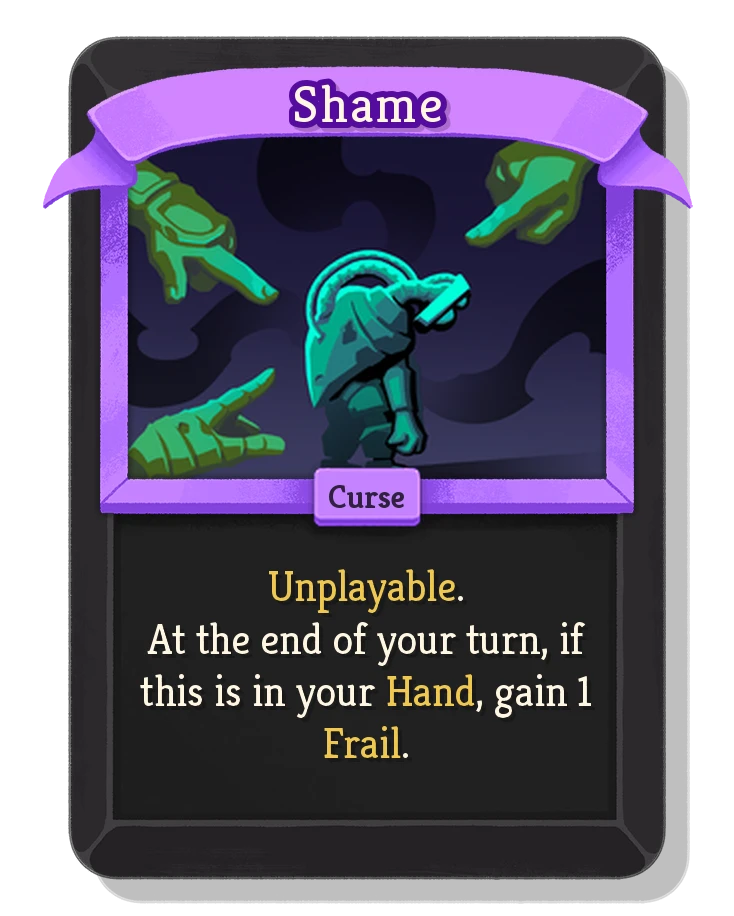 Shame
Curse
Unplayable.
At the end of your turn, if
this is in your Hand, gain 1
Frail.